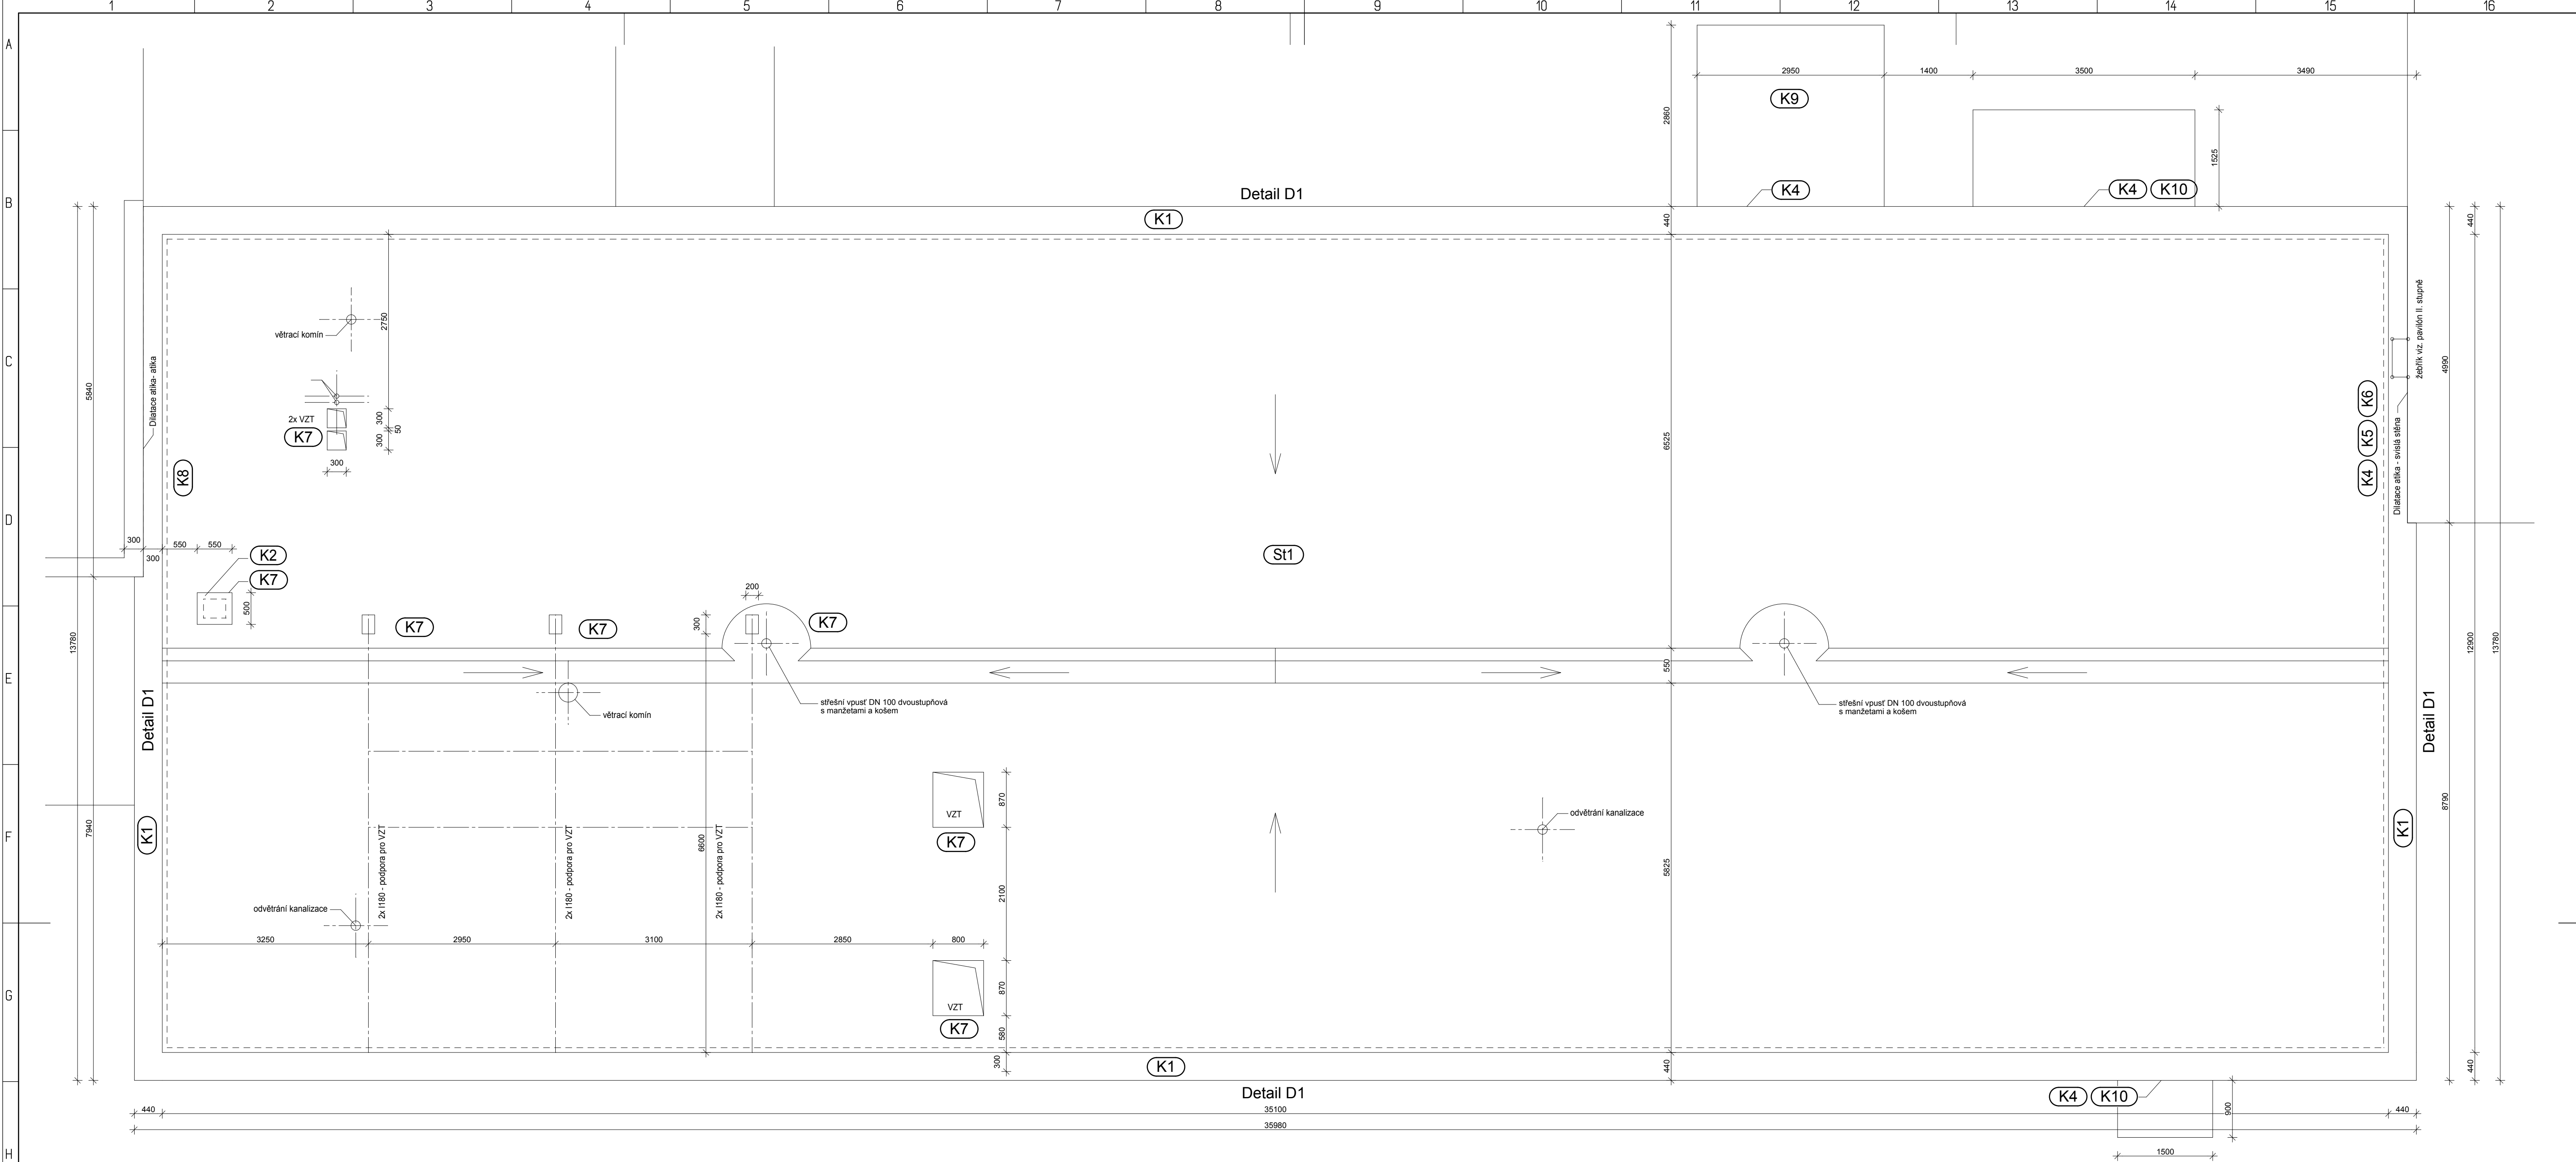 1 2 3 4 5 6 7 8 9 10 11 12 13 14 15 16
A
B
C
D
E
F
G
H
2950 1400 3500 3490
K9
2860
1525
Detail D1
K4
K4 K10
K1
440
440
větrací komín
2750
Dilatace atika- atika
5840
2x VZT
K7
300
50
300
300
K8
žebřík viz. pavilón II. stupně
4990
K6
K5
K4
Dilatace atika - svislá stěna
6525
300
300
550 550
K2
K7
500
St1
13780
K7
K7
200
300
K7
550
12900
13780
Detail D1
větrací komín
střešní vpusť DN 100 dvoustupňová
s manžetami a košem
střešní vpusť DN 100 dvoustupňová
s manžetami a košem
Detail D1
7940
K1
2x I180 - podpora pro VZT
2x I180 - podpora pro VZT
2x I180 - podpora pro VZT
6600
VZT
K7
870
2100
odvětrání kanalizace
5825
K1
8790
odvětrání kanalizace
3250 2950 3100 2850 800
VZT
K7
870
580
300
K1
440
440
Detail D1
K4 K10
900
1500
440 35100 440
35980